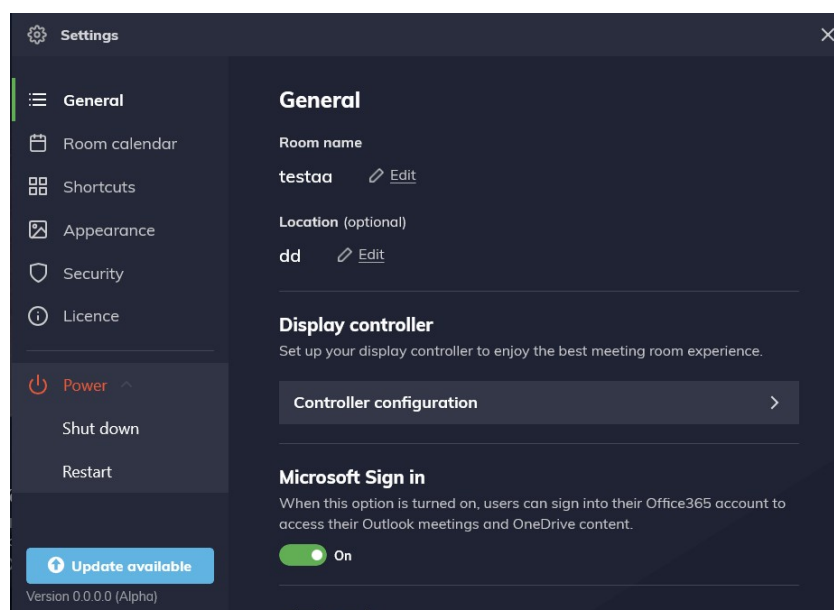 Settings
General
Room calendar
Shortcuts
Appearance
Security
Licence
Power
Shut down
Restart
Update available
Version 0.0.0.0 (Alpha)
General
Room name
testaa Edit
Location (optional)
dd Edit
Display controller
Set up your display controller to enjoy the best meeting room experience.
Controller configuration
Microsoft Sign in
When this option is turned on, users can sign into their Office365 account to
access their Outlook meetings and OneDrive content.
On